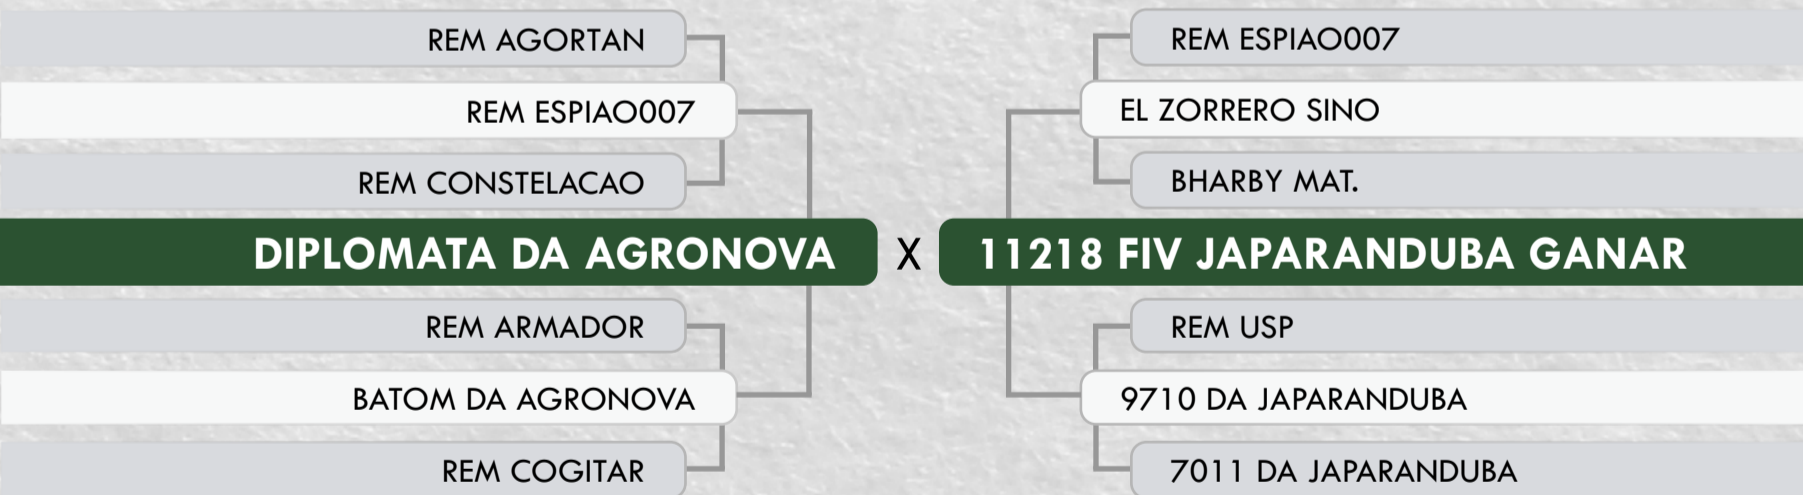 REM AGORTAN
REM ESPIAO007
REM CONSTELACAO
DIPLOMATA DA AGRONOVA
REM ARMADOR
BATOM DA AGRONOVA
REM COGITAR
X
REM ESPIAO007
EL ZORRERO SINO
BHARBY MAT.
11218 FIV JAPARANDUBA GANAR
REM USP
9710 DA JAPARANDUBA
7011 DA JAPARANDUBA